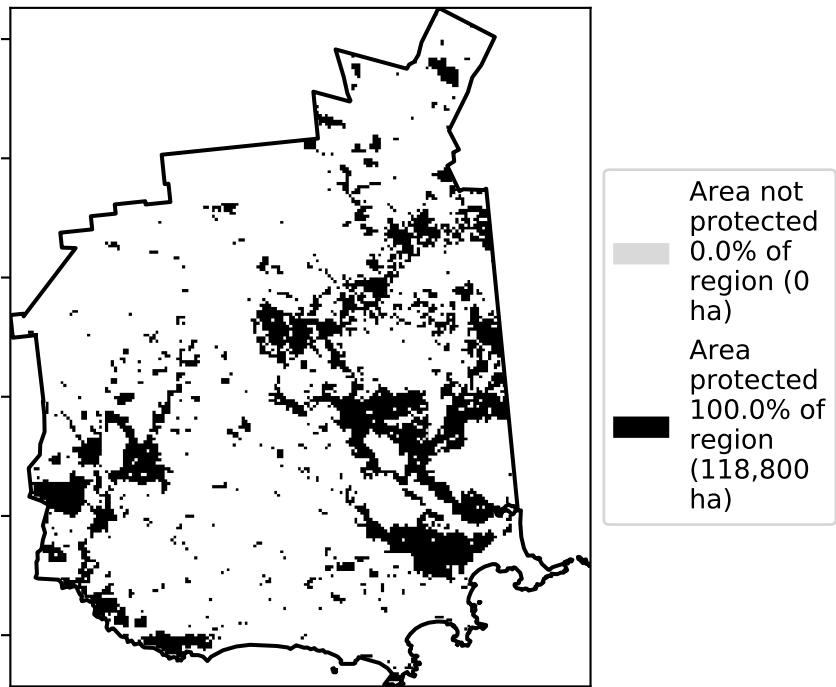 Area not
protected
0.0% of
region (0
ha)
Area
protected
100.0% of
region
(118,800
ha)